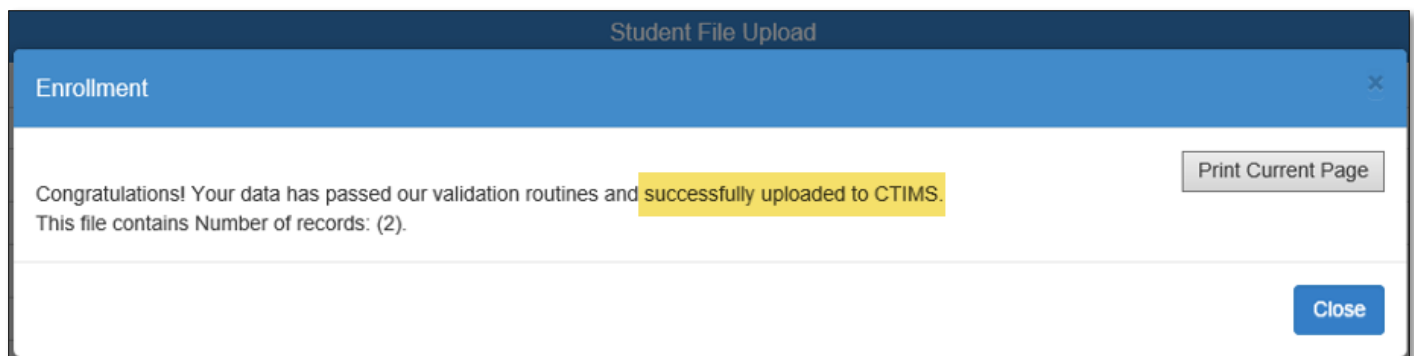 Student File Upload
Enrollment
×
Print Current Page
Congratulations! Your data has passed our validation routines and successfully uploaded to CTIMS.
This file contains Number of records: (2).
Close